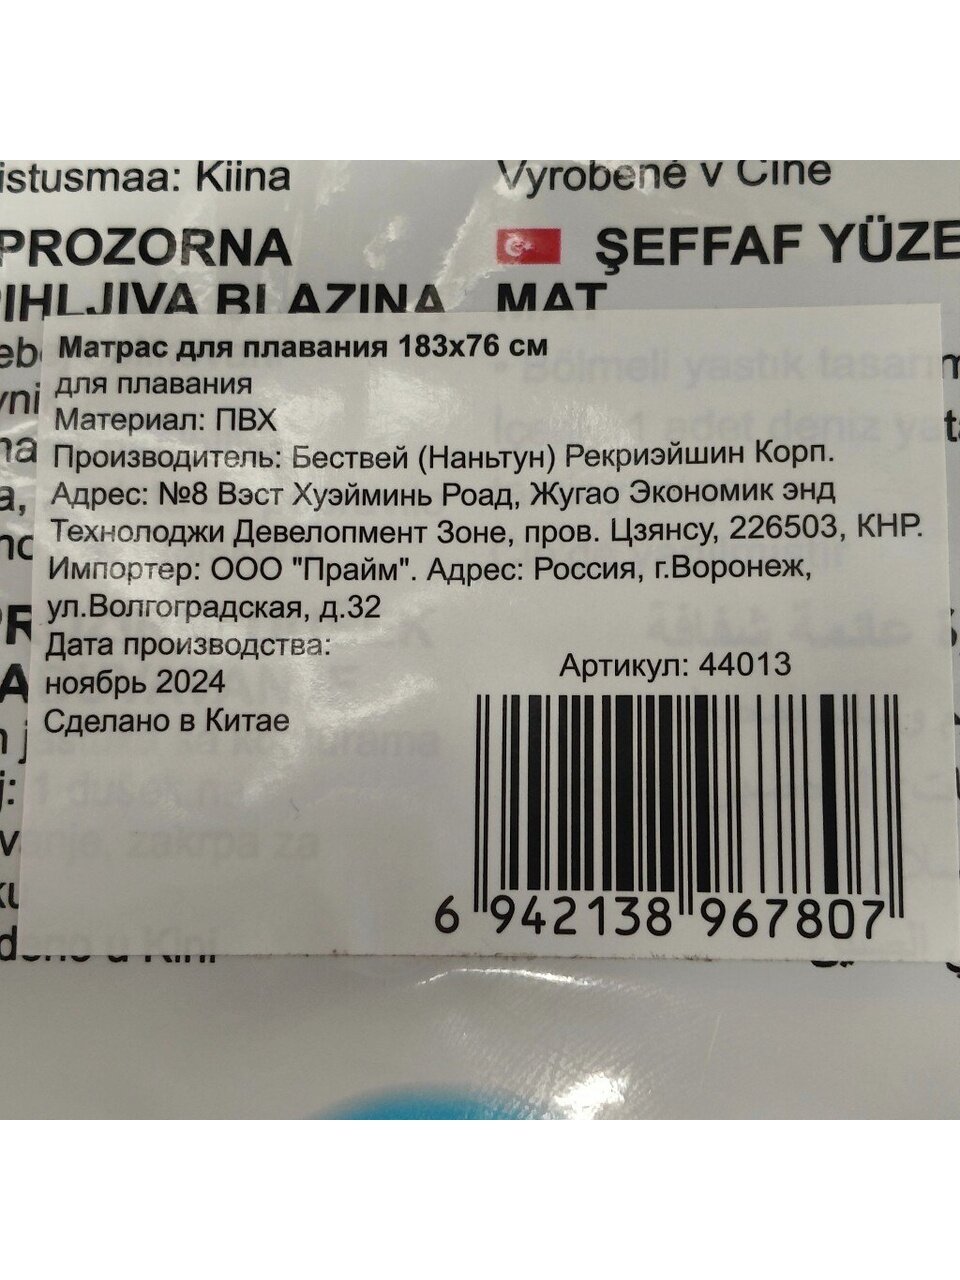 istusmaa: Kiina
Vyrobené v Číne
PROZORNA
BLAZINA
ŞEFFAF YÜZE
MAT
Матрас для плавания 183х76 см
для плавания
Материал: ПВХ
Производитель: Бествей (Наньтун) Рекриэйшин Корп.
Адрес: №8 Вэст Хуэйминь Роад, Жугао Экономик энд
Технолоджи Девелопмент Зоне, пров. Цзянсу, 226503, КНР.
Импортер: ООО "Прайм". Адрес: Россия, г.Воронеж,
ул.Волгоградская, д.32
Дата производства:
ноябрь 2024
Сделано в Китае
Артикул: 44013
6 942138 967807